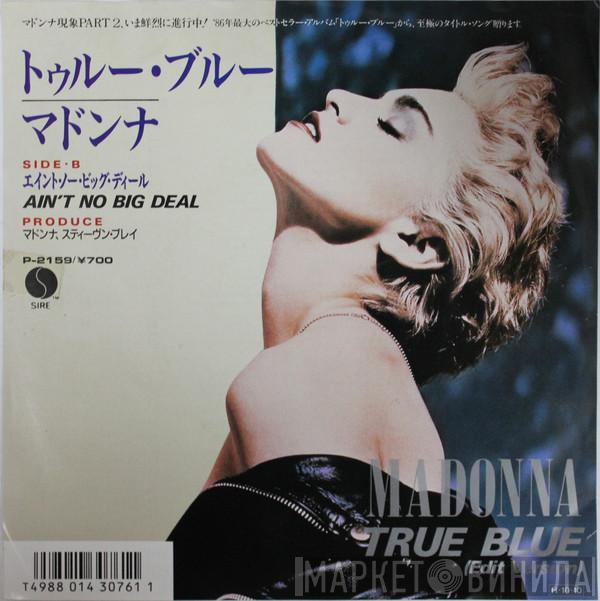 マドンナ現象PART 2、いま鮮烈に進行中! '86年最大のベストセラー・アルバム「トゥルー・ブルー」から、至極のタイトル・ソング贈ります。
トゥルー・ブルー
マドンナ
SIDE・B
エイント・ノー・ビッグ・ディール
AIN'T NO BIG DEAL
PRODUCE
マドンナ、スティーヴン・ブレイ
P-2159/¥700
SIRE™
MADONNA
TRUE BLUE
(Edit
T4988 014 30761 1
МАРКЕТ ВИНИЛА